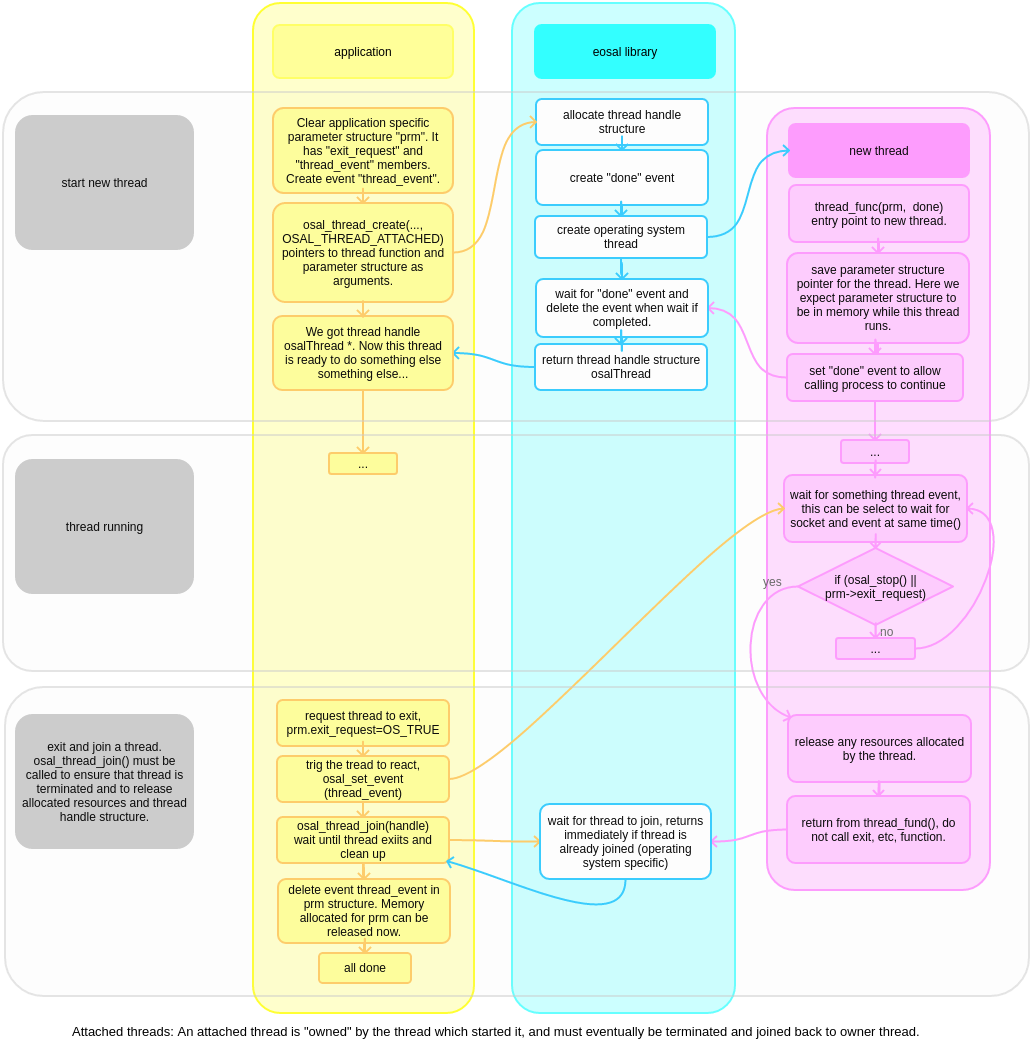 application
eosal library
start new thread
Clear application specific
parameter structure "prm". It
has "exit_request" and
"thread_event" members.
Create event "thread_event".
osal_thread_create(...,
OSAL_THREAD_ATTACHED)
pointers to thread function and
parameter structure as
arguments.
We got thread handle
osalThread *. Now this thread
is ready to do something else
something else...
...
allocate thread handle
structure
create "done" event
create operating system
thread
wait for "done" event and
delete the event when wait if
completed.
return thread handle structure
osalThread
new thread
thread_func(prm,  done)
entry point to new thread.
save parameter structure
pointer for the thread. Here we
expect parameter structure to
be in memory while this thread
runs.
set "done" event to allow
calling process to continue
...
thread running
wait for something thread event,
this can be select to wait for
socket and event at same time()
if (osal_stop() ||
prm->exit_request)
yes
no
...
exit and join a thread.
osal_thread_join() must be
called to ensure that thread is
terminated and to release
allocated resources and thread
handle structure.
request thread to exit,
prm.exit_request=OS_TRUE
trig the tread to react,
osal_set_event
(thread_event)
osal_thread_join(handle)
wait until thread exiits and
clean up
delete event thread_event in
prm structure. Memory
allocated for prm can be
released now.
all done
wait for thread to join, returns
immediately if thread is
already joined (operating
system specific)
release any resources allocated
by the thread.
return from thread_fund(), do
not call exit, etc, function.
Attached threads: An attached thread is "owned" by the thread which started it, and must eventually be terminated and joined back to owner thread.